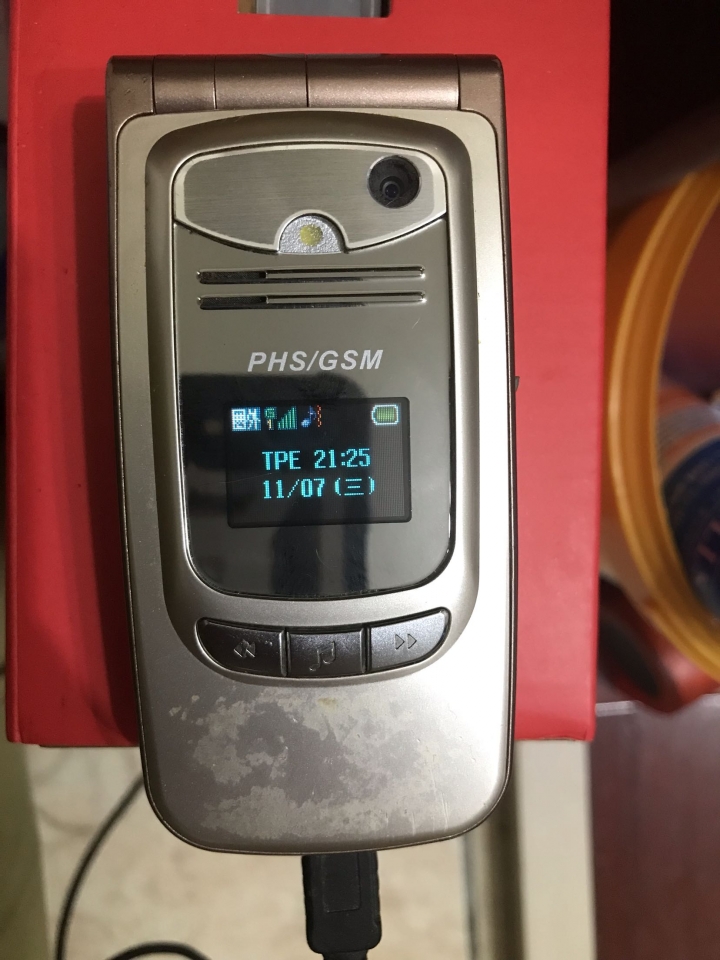 PHS/GSM
TPE 21:25
11/07 (三)